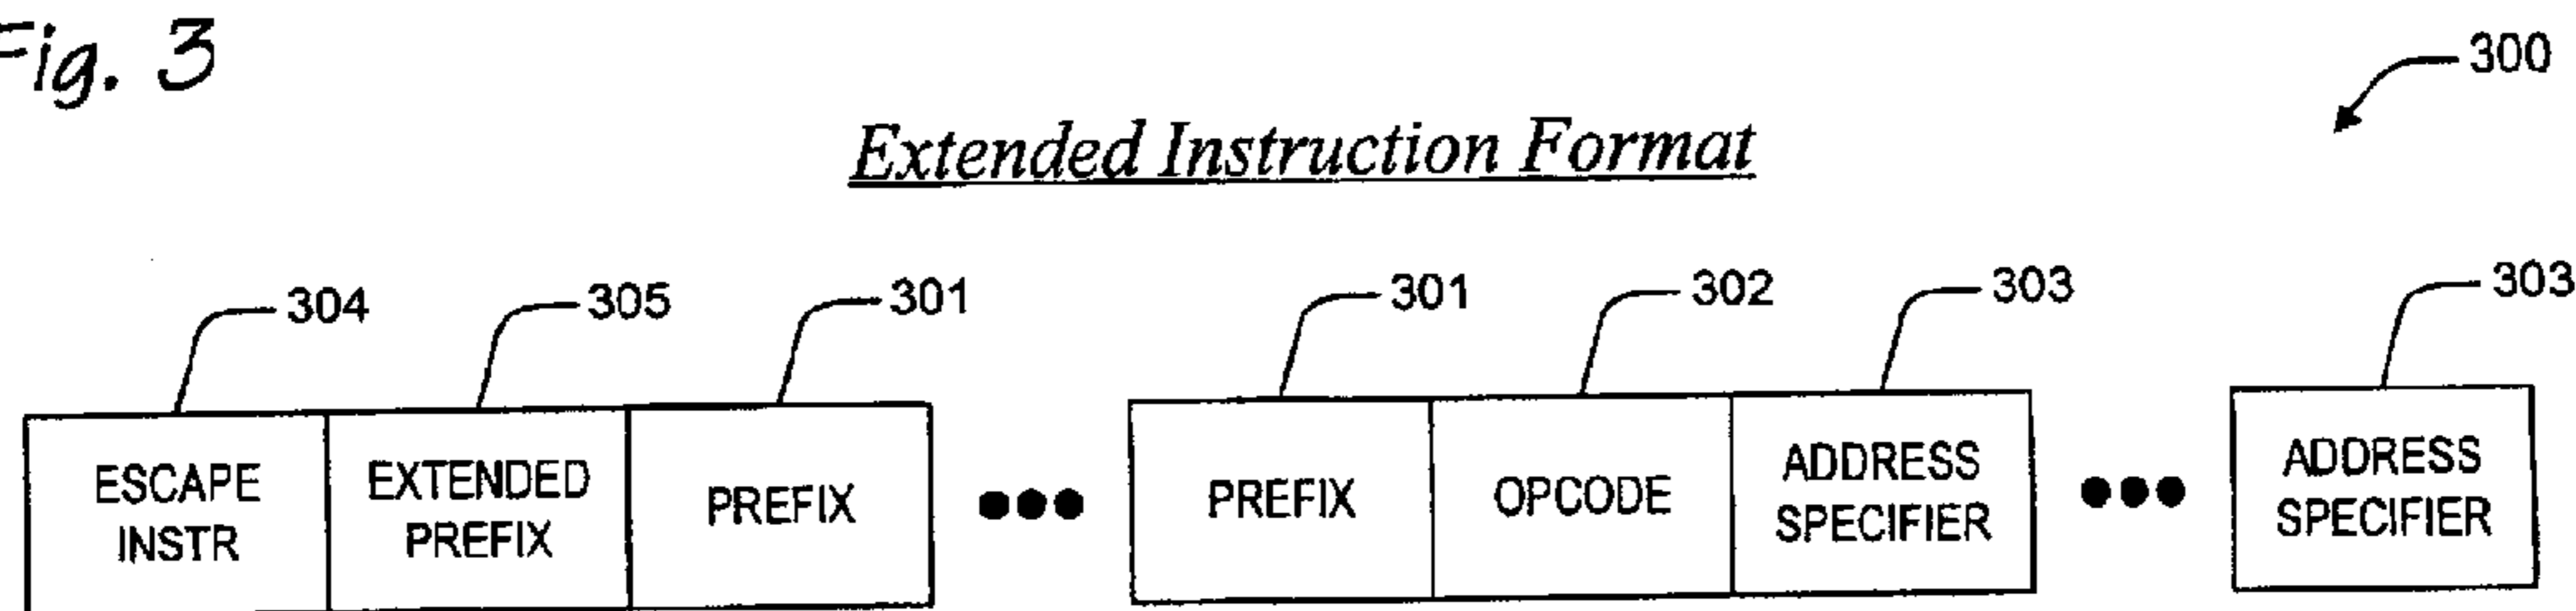 Fig. 3
300
Extended Instruction Format
304 305 301 301 302 303 303
ESCAPE INSTR EXTENDED PREFIX PREFIX ●●● PREFIX OPCODE ADDRESS SPECIFIER ●●● ADDRESS SPECIFIER